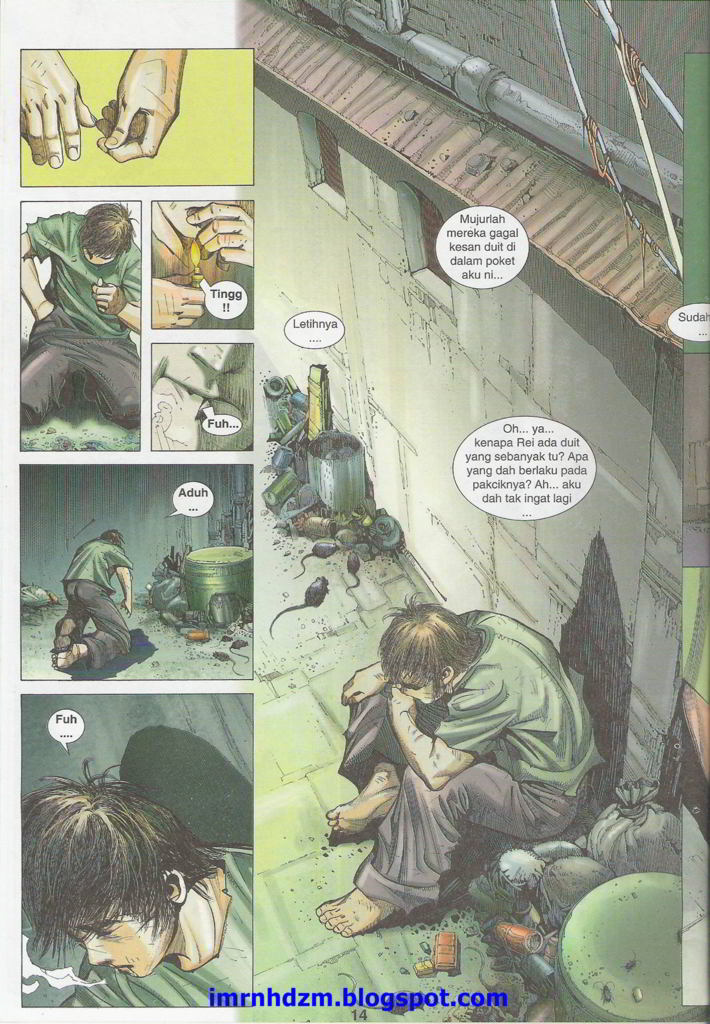 Tingg
!!
Fuh...
Aduh
...
Fuh
....
Mujurlah
mereka gagal
kesan duit di
dalam poket
aku ni...
Letihnya
....
Oh... ya...
kenapa Rei ada duit
yang sebanyak tu? Apa
yang dah berlaku pada
pakciknya? Ah... aku
dah tak ingat lagi
...
Sudah
...
imrnhdzm.blogspot.com
14